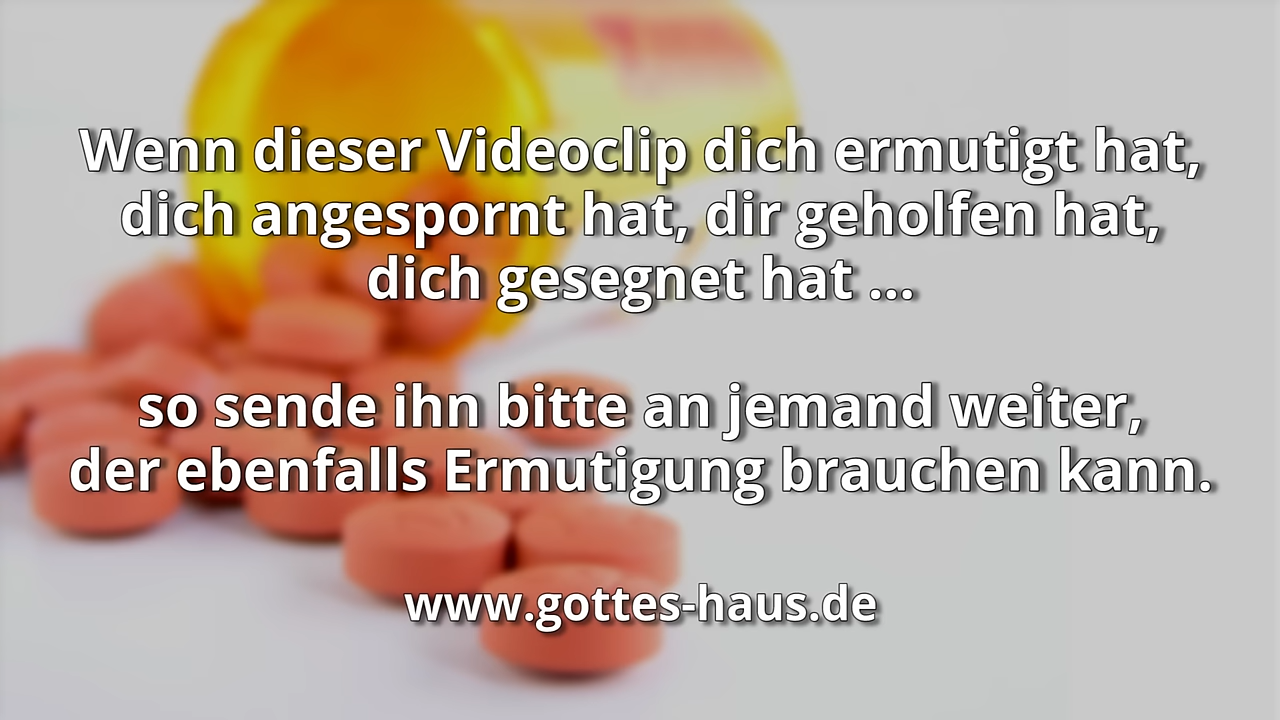 Wenn dieser Videoclip dich ermutigt hat,
dich angespornt hat, dir geholfen hat,
dich gesegnet hat ...
so sende ihn bitte an jemand weiter,
der ebenfalls Ermutigung brauchen kann.
www.gottes-haus.de